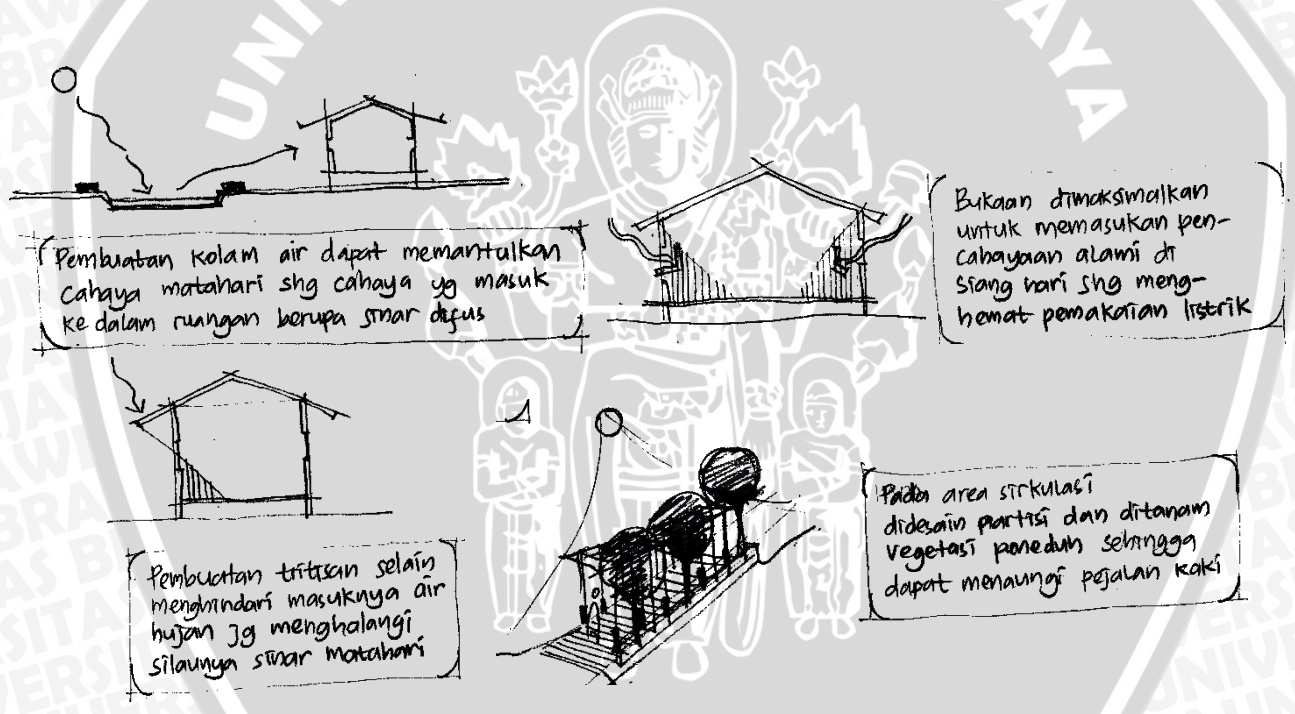 Pembuatan kolam air dapat memantulkan
cahaya matahari shg cahaya yg masuk
ke dalam ruangan berupa sinar difus
Bukaan dimaksimalkan
untuk memasukan pen-
cahayaan alami di
siang hari shg meng-
hemat pemakaian listrik
Pembuatan tritisan selain
menghindari masuknya air
hujan jg menghalangi
silaunya sinar matahari
Pada area sirkulasi
didesain partisi dan ditanam
vegetasi peneduh sehingga
dapat menaungi pejalan kaki